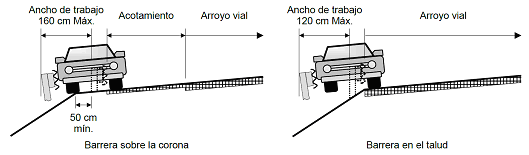 Ancho de trabajo
160 cm Máx.
Acotamiento
Arroyo vial
50 cm
mín.
Barrera sobre la corona
Ancho de trabajo
120 cm Máx.
Arroyo vial
Barrera en el talud